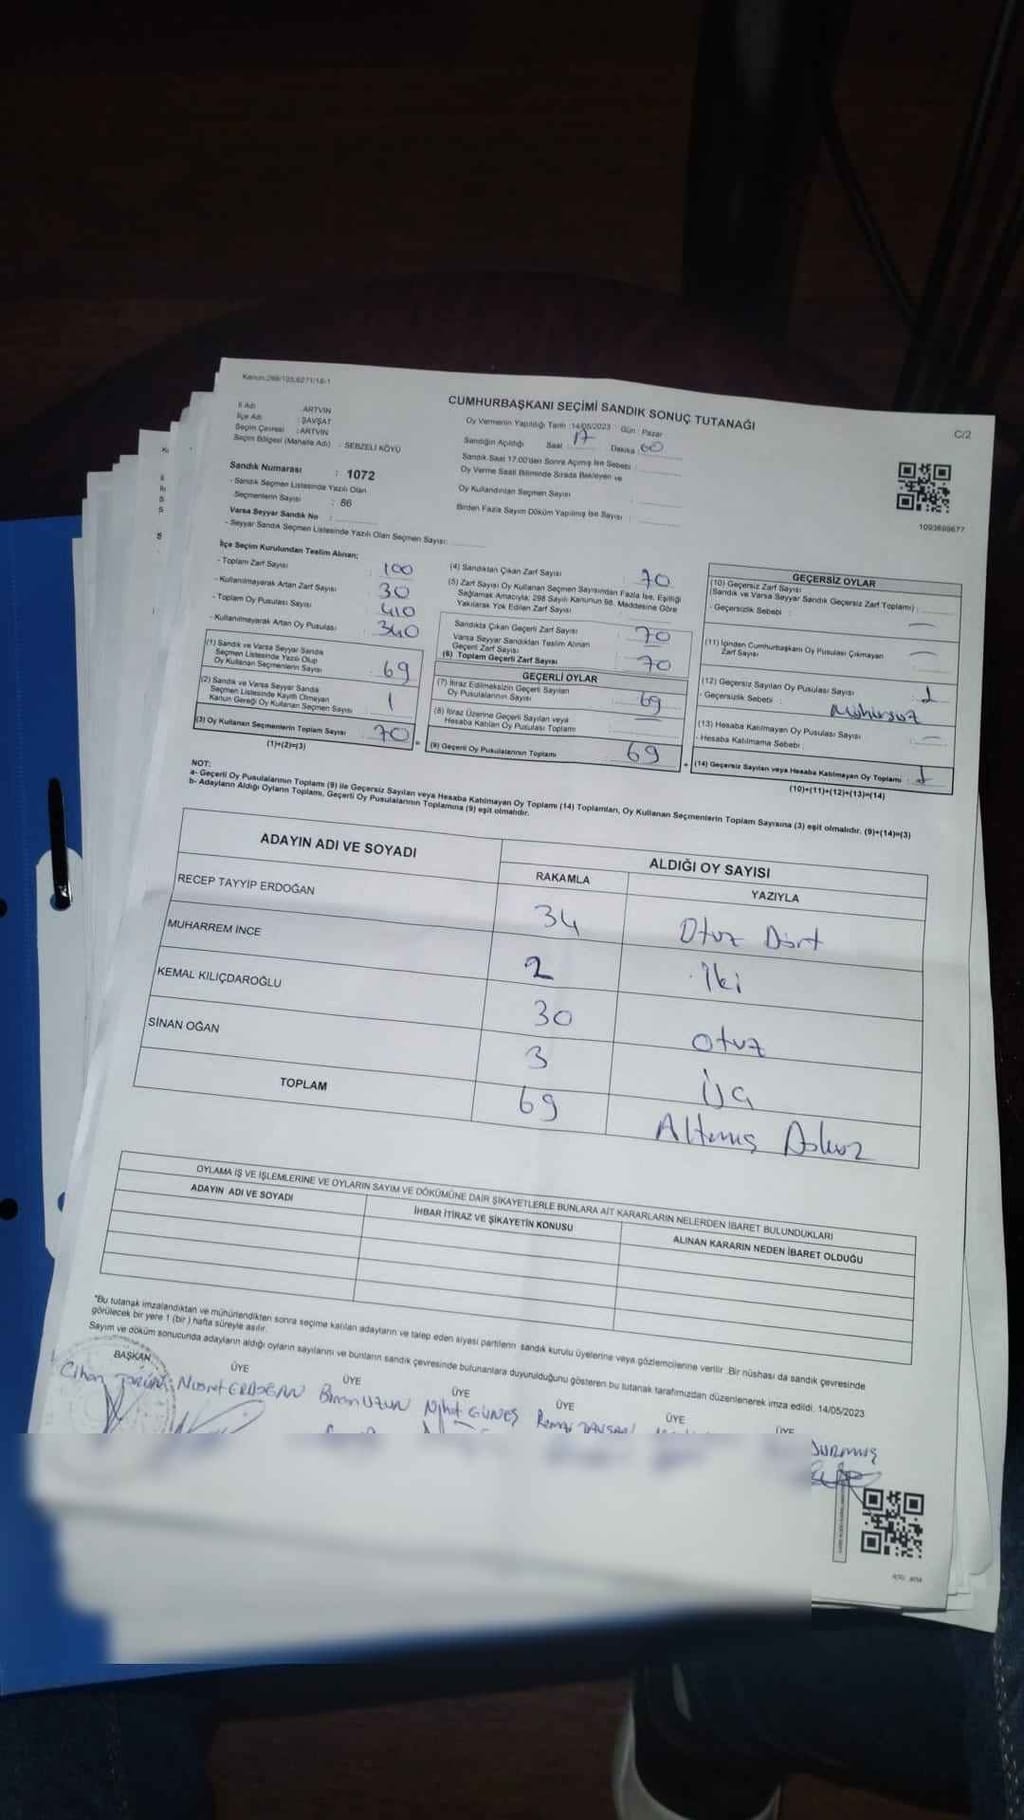 Kanun:298/105,6271/18-1
CUMHURBAŞKANI SEÇİMİ SANDIK SONUÇ TUTANAĞI
C/2
İl Adı : ARTVİN
İlçe Adı : ŞAVŞAT
Seçim Çevresi : ARTVİN
Seçim Bölgesi (Mahalle Adı) : SEBZELİ KÖYÜ
Sandık Numarası : 1072
- Sandık Seçmen Listesinde Yazılı Olan
Seçmenlerin Sayısı : 86
Varsa Seyyar Sandık No :
- Seyyar Sandık Seçmen Listesinde Yazılı Olan Seçmen Sayısı:
Oy Vermenin Yapıldığı Tarih :14/05/2023 Gün : Pazar
Sandığın Açıldığı Saat 17 Dakika 00
Sandık Saat 17.00'den Sonra Açılmış İse Sebebi :
Oy Verme Saati Bitiminde Sırada Bekleyen ve
Oy Kullandırılan Seçmen Sayısı
Birden Fazla Sayım Döküm Yapılmış İse Sayısı :
1093699677
İlçe Seçim Kurulundan Teslim Alınan;
- Toplam Zarf Sayısı : 100
- Kullanılmayarak Artan Zarf Sayısı : 30
- Toplam Oy Pusulası Sayısı : 410
- Kullanılmayarak Artan Oy Pusulası : 340
(1) Sandık ve Varsa Seyyar Sandık
Seçmen Listesinde Yazılı Olup
Oy Kullanan Seçmenlerin Sayısı : 69
(2) Sandık ve Varsa Seyyar Sandık
Seçmen Listesinde Kayıtlı Olmayan
Kanun Gereği Oy Kullanan Seçmen Sayısı : 1
(3) Oy Kullanan Seçmenlerin Toplam Sayısı 70
(1)+(2)=(3)
(4) Sandıktan Çıkan Zarf Sayısı : 70
(5) Zarf Sayısı Oy Kullanan Seçmen Sayısından Fazla İse, Eşitliği
Sağlamak Amacıyla; 298 Sayılı Kanunun 98. Maddesine Göre
Yakılarak Yok Edilen Zarf Sayısı :
Sandıkta Çıkan Geçerli Zarf Sayısı : 70
Varsa Seyyar Sandıktan Teslim Alınan
Geçerli Zarf Sayısı :
(6) Toplam Geçerli Zarf Sayısı : 70
GEÇERLİ OYLAR
(7) İtiraz Edilmeksizin Geçerli Sayılan
Oy Pusulalarının Sayısı : 69
(8) İtiraz Üzerine Geçerli Sayılan veya
Hesaba Katılan Oy Pusulası Toplamı : —
(9) Geçerli Oy Pusulalarının Toplamı : 69
GEÇERSİZ OYLAR
(10) Geçersiz Zarf Sayısı
(Sandık ve Varsa Seyyar Sandık Geçersiz Zarf Toplamı) :
- Geçersizlik Sebebi : —
(11) İçinden Cumhurbaşkanı Oy Pusulası Çıkmayan
Zarf Sayısı : —
(12) Geçersiz Sayılan Oy Pusulası Sayısı : 1
- Geçersizlik Sebebi : Mühürsüz
(13) Hesaba Katılmayan Oy Pusulası Sayısı : —
- Hesaba Katılmama Sebebi :
(14) Geçersiz Sayılan veya Hesaba Katılmayan Oy Toplamı : 1
(10)+(11)+(12)+(13)=(14)
NOT:
a- Geçerli Oy Pusulalarının Toplamı (9) ile Geçersiz Sayılan veya Hesaba Katılmayan Oy Toplamı (14) Toplamları, Oy Kullanan Seçmenlerin Toplam Sayısına (3) eşit olmalıdır. (9)+(14)=(3)
b- Adayların Aldığı Oyların Toplamı, Geçerli Oy Pusulalarının Toplamına (9) eşit olmalıdır.
ADAYIN ADI VE SOYADI
ALDIĞI OY SAYISI
RAKAMLA YAZIYLA
RECEP TAYYİP ERDOĞAN 34 Otuz Dört
MUHARREM İNCE 2 İki
KEMAL KILIÇDAROĞLU 30 Otuz
SİNAN OĞAN 3 Üç
TOPLAM 69 Altmış Dokuz
OYLAMA İŞ VE İŞLEMLERİNE VE OYLARIN SAYIM VE DÖKÜMÜNE DAİR ŞİKAYETLERLE BUNLARA AİT KARARLARIN NELERDEN İBARET BULUNDUKLARI
ADAYIN ADI VE SOYADI İHBAR İTİRAZ VE ŞİKAYETİN KONUSU ALINAN KARARIN NEDEN İBARET OLDUĞU
*Bu tutanak imzalandıktan ve mühürlendikten sonra seçime katılan adayların ve talep eden siyasi partilerin sandık kurulu üyelerine veya gözlemcilerine verilir. Bir nüshası da sandık çevresinde
görülecek bir yere 1 (bir) hafta süreyle asılır.
Sayım ve döküm sonucunda adayların aldığı oyların sayılarını ve bunların sandık çevresinde bulunanlara duyurulduğunu gösteren bu tutanak tarafımızdan düzenlenerek imza edildi. 14/05/2023
BAŞKAN ÜYE ÜYE ÜYE ÜYE ÜYE ÜYE
Cihan Nihat GÜNEŞ
DURMUŞ